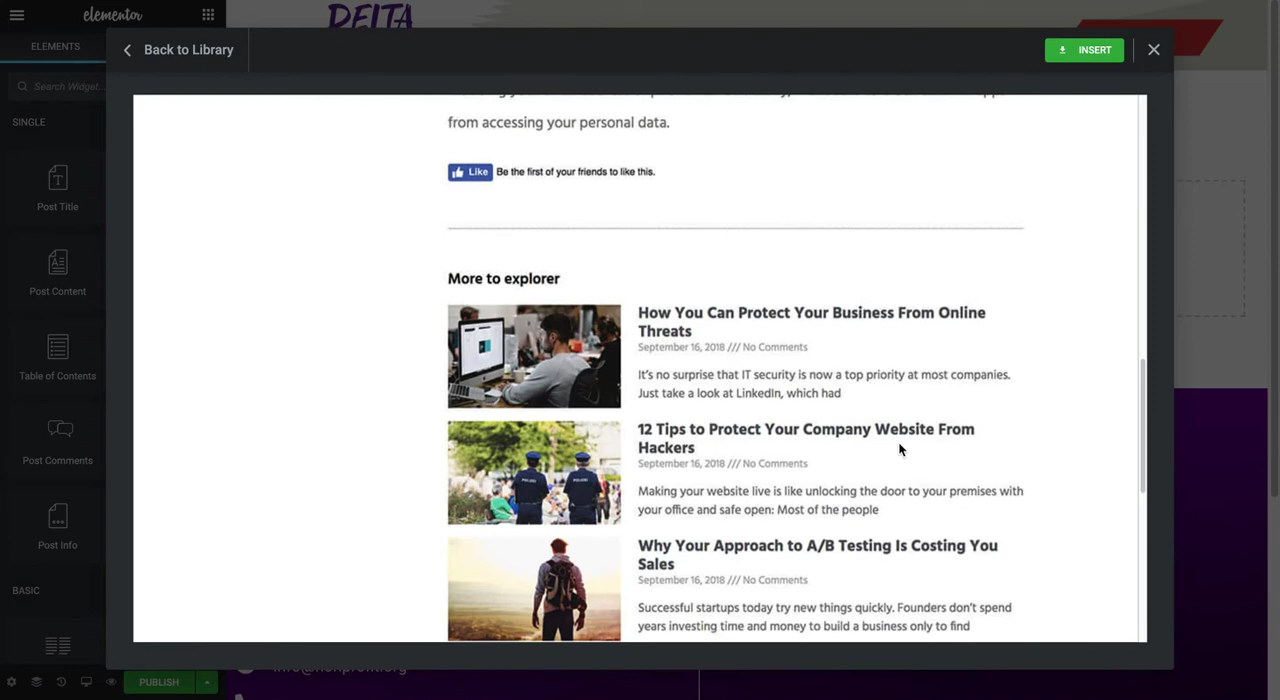 elementor
DELTA
ELEMENTS
Back to Library
INSERT
Search Widget...
SINGLE
Post Title
Post Content
Table of Contents
Post Comments
Post Info
BASIC
PUBLISH
from accessing your personal data.
Like Be the first of your friends to like this.
More to explorer
How You Can Protect Your Business From Online
Threats
September 16, 2018 /// No Comments
It's no surprise that IT security is now a top priority at most companies.
Just take a look at LinkedIn, which had
12 Tips to Protect Your Company Website From
Hackers
September 16, 2018 /// No Comments
Making your website live is like unlocking the door to your premises with
your office and safe open: Most of the people
Why Your Approach to A/B Testing Is Costing You
Sales
September 16, 2018 /// No Comments
Successful startups today try new things quickly. Founders don't spend
years investing time and money to build a business only to find
info@nonprofit.org